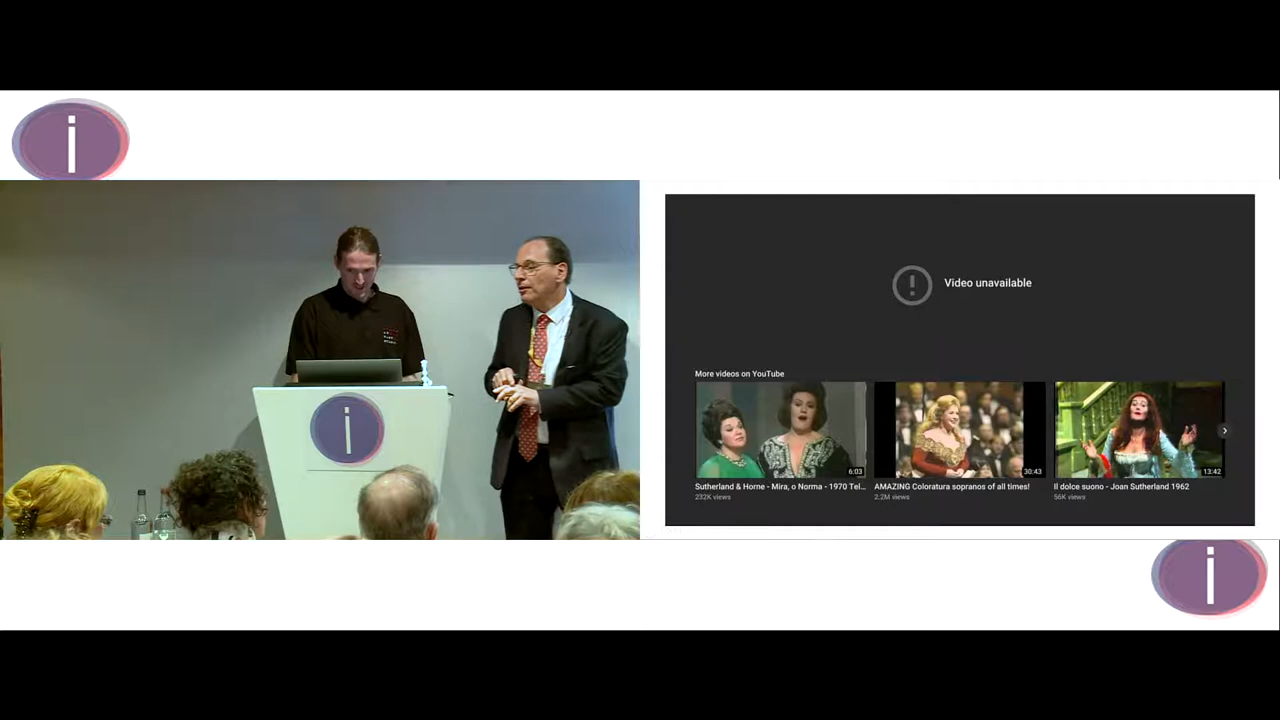 i
i
Video unavailable
More videos on YouTube
6:03
30:43
13:42
Sutherland & Horne - Mira, o Norma - 1970 Tel...
AMAZING Coloratura sopranos of all times!
Il dolce suono - Joan Sutherland 1962
232K views
2.2M views
56K views
i